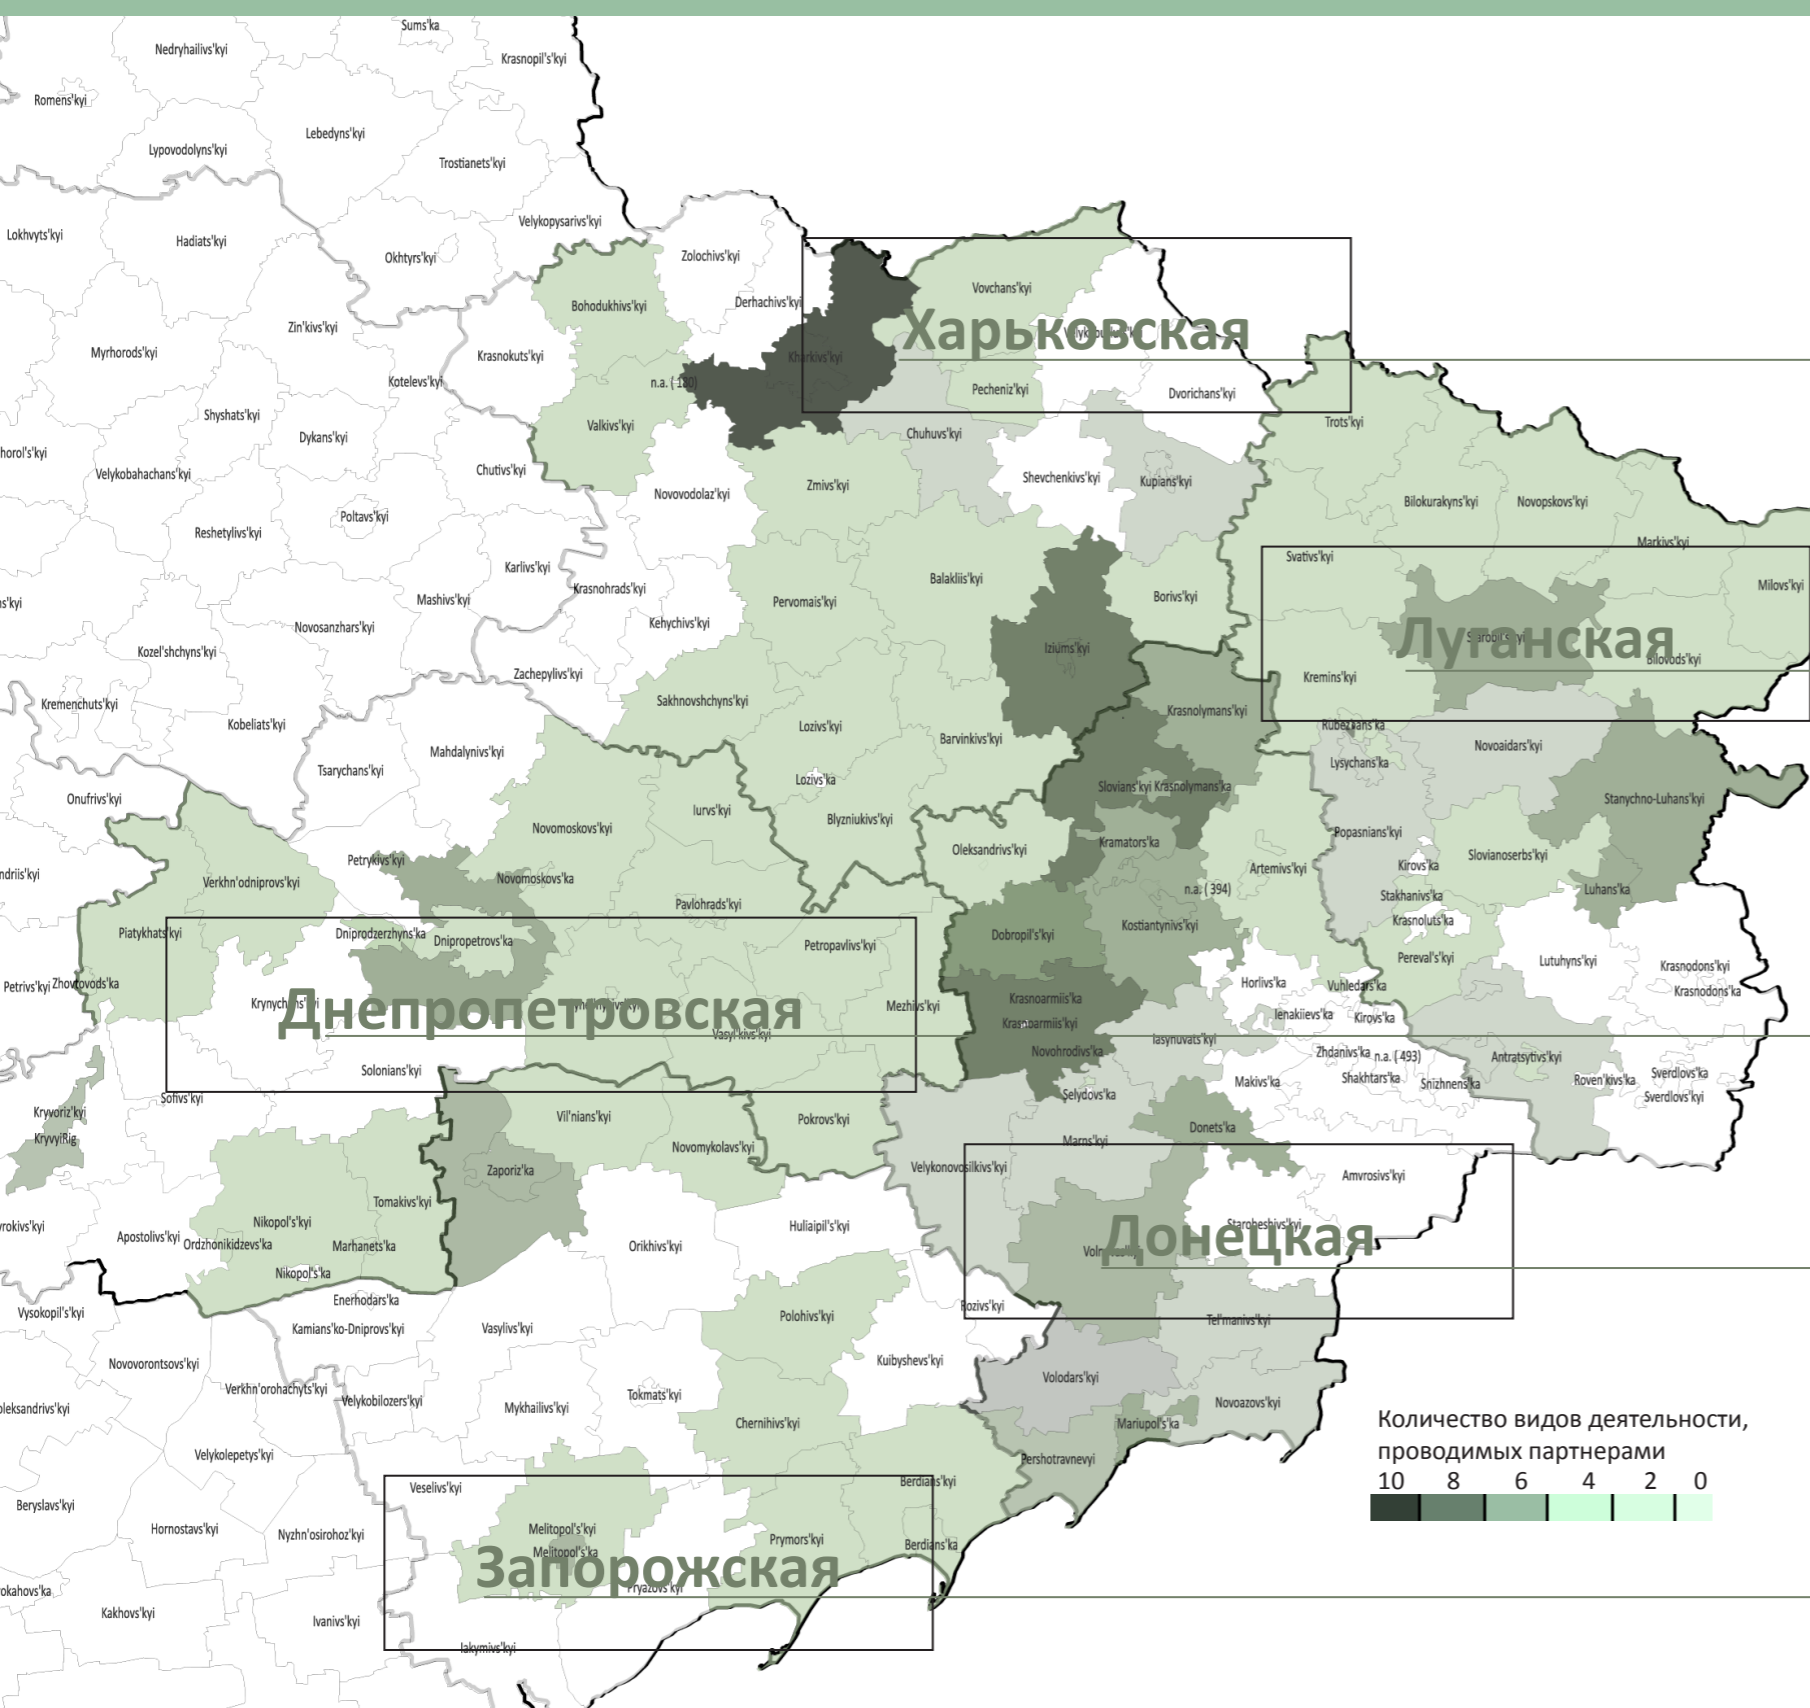 Sums'ka
Nedryhailivs'kyi
Krasnopil's'kyi
Romens'kyi
Lebedyns'kyi
Lypovodolyns'kyi
Trostianets'kyi
Velykopysarivs'kyi
Lokhvyts'kyi
Hadiats'kyi
Okhtyrs'kyi
Zolochivs'kyi
Vovchans'kyi
Bohodukhivs'kyi
Derhachivs'kyi
Zin'kivs'kyi
Харьковская
Myrhorods'kyi
Krasnokuts'kyi
Kharkivs'kyi
Kotelevs'kyi
n.a. ( 180)
Pecheniz'kyi
Dvorichans'kyi
Shyshats'kyi
Valkivs'kyi
Trots'kyi
Dykans'kyi
Chuhuvs'kyi
horol's'kyi
Velykobahachans'kyi
Chutivs'kyi
Zmivs'kyi
Shevchenkivs'kyi
Kupians'kyi
Novovodolaz'kyi
Bilokurakyns'kyi
Novopskovs'kyi
Poltavs'kyi
Reshetylivs'kyi
Markivs'kyi
Svativs'kyi
Karlivs'kyi
Balakliis'kyi
Milovs'kyi
Krasnohrads'kyi
Borivs'kyi
Mashivs'kyi
Pervomais'kyi
Novosanzhars'kyi
Kehychivs'kyi
Луганская
Kozel'shchyns'kyi
Iziums'kyi
Bilovods'kyi
Zachepylivs'kyi
Kremins'kyi
Kremenchuts'kyi
Sakhnovshchyns'kyi
Krasnolymans'kyi
Kobeliats'kyi
Lozivs'kyi
Rubezhans'ka
Barvinkivs'kyi
Novoaidars'kyi
Mahdalynivs'kyi
Lysychans'ka
Tsarychans'kyi
Lozivs'ka
Slovians'kyi Krasnolymans'ka
Onufrivs'kyi
Stanychno-Luhans'kyi
Iurvs'kyi
Blyzniukivs'kyi
Novomoskovs'kyi
Popasnians'kyi
Kramators'ka
Oleksandrivs'kyi
Slovianoserbs'kyi
Petrykivs'kyi
Kirovs'ka
Artemivs'kyi
ndriis'kyi
Novomoskovs'ka
Verkhn'odniprovs'kyi
n.a. ( 394)
Luhans'ka
Stakhanivs'ka
Pavlohrads'kyi
Krasnoluts'ka
Kostiantynivs'kyi
Piatykhats'kyi
Dniprodzerzhyns'ka
Dnipropetrovs'ka
Dobropil's'kyi
Petropavlivs'kyi
Pereval's'kyi
Lutuhyns'kyi
Krasnodons'kyi
Horlivs'ka
Petrivs'kyi
Zhovtovods'ka
Vuhledars'ka
Krasnodons'ka
Krasnoarmiis'ka
Mezhivs'kyi
Днепропетровская
Ienakiievs'ka
Kirovs'ka
Krasnoarmiis'kyi
Vasyl'kivs'kyi
Iasynuvats'kyi
Novohrodivs'ka
Zhdanivs'ka
n.a. ( 493)
Antratsytivs'kyi
Solonians'kyi
Shakhtars'ka
Roven'kivs'ka
Sverdlovs'ka
Makivs'ka
Snizhnens'ka
Selydovs'ka
Sofivs'kyi
Sverdlovs'kyi
Kryvoriz'kyi
Vil'nians'kyi
Pokrovs'kyi
Donets'ka
KryvyiRig
Marns'kyi
Novomykolavs'kyi
Zaporiz'ka
Velykonovosilkivs'kyi
Amvrosivs'kyi
Tomakivs'kyi
Nikopol's'kyi
Huliaipil's'kyi
Starobeshivs'kyi
Донецкая
Apostolivs'kyi
Ordzhonikidzevs'ka
Marhanets'ka
Orikhivs'kyi
Nikopol's'ka
Enerhodars'ka
Rozivs'kyi
Vysokopil's'kyi
Polohivs'kyi
Tel'manivs'kyi
Kamians'ko-Dniprovs'kyi
Vasylivs'kyi
Novovorontsovs'kyi
Kuibyshevs'kyi
Volodars'kyi
Verkhn'orohachyts'kyi
Velykobilozers'kyi
Tokmats'kyi
Mykhailivs'kyi
Novoazovs'kyi
oleksandrivs'kyi
Chernihivs'kyi
Mariupol's'ka
Количество видов деятельности,
проводимых партнерами
10 8 6 4 2 0
Velykolepetys'kyi
Pershotravnevyi
Berdians'kyi
Veselivs'kyi
Beryslavs'kyi
Hornostavs'kyi
Nyzhn'osirohoz'kyi
Melitopol's'kyi
Prymors'kyi
Melitopol's'ka
Berdians'ka
Запорожская
Pryazovs'kyi
okahovs'ka
Kakhovs'kyi
Ivanivs'kyi
Iakymivs'kyi